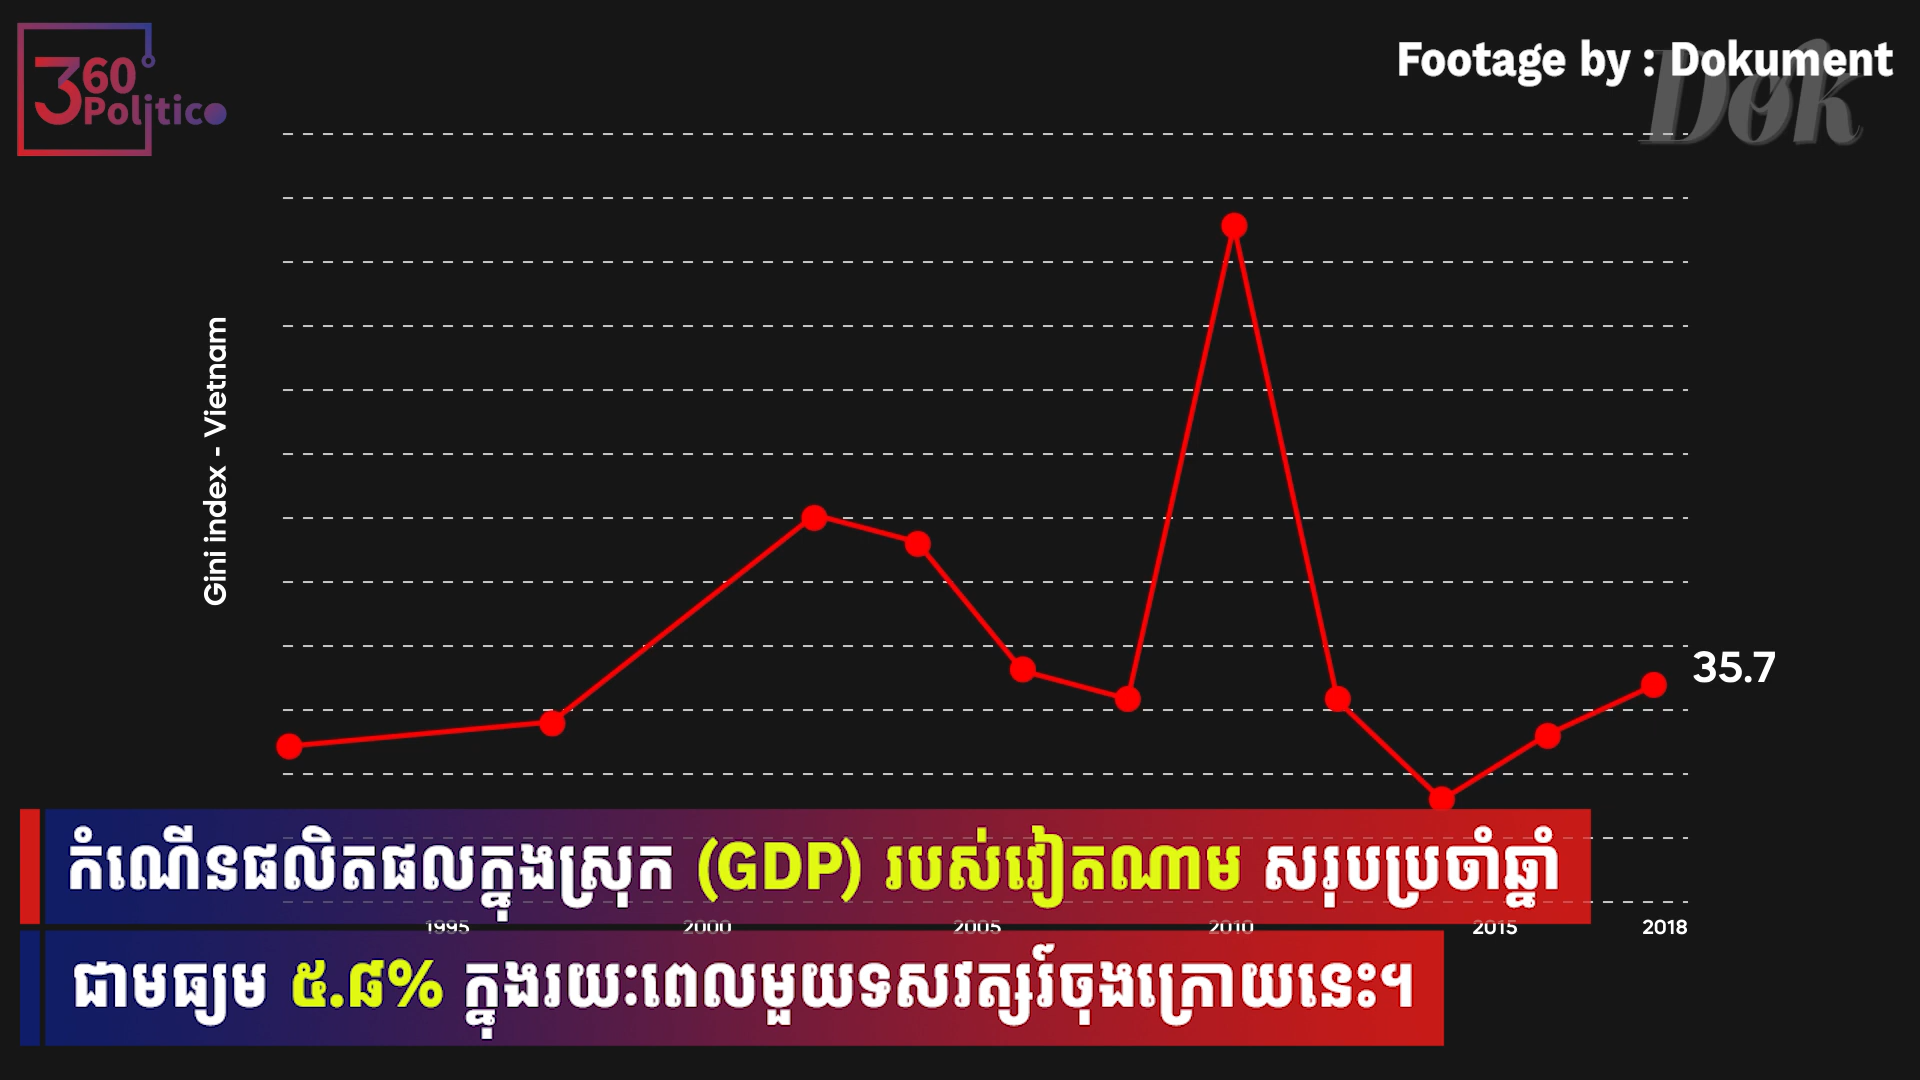 360
Politico
Footage by : Dokument
Dok
Gini index - Vietnam
35.7
កំណើនផលិតផលក្នុងស្រុក (GDP) របស់វៀតណាម សរុបប្រចាំឆ្នាំ
1995 2000 2005 2010 2015 2018
ជាមធ្យម ៥.៨% ក្នុងរយៈពេលមួយទសវត្សរ៍ចុងក្រោយនេះ។